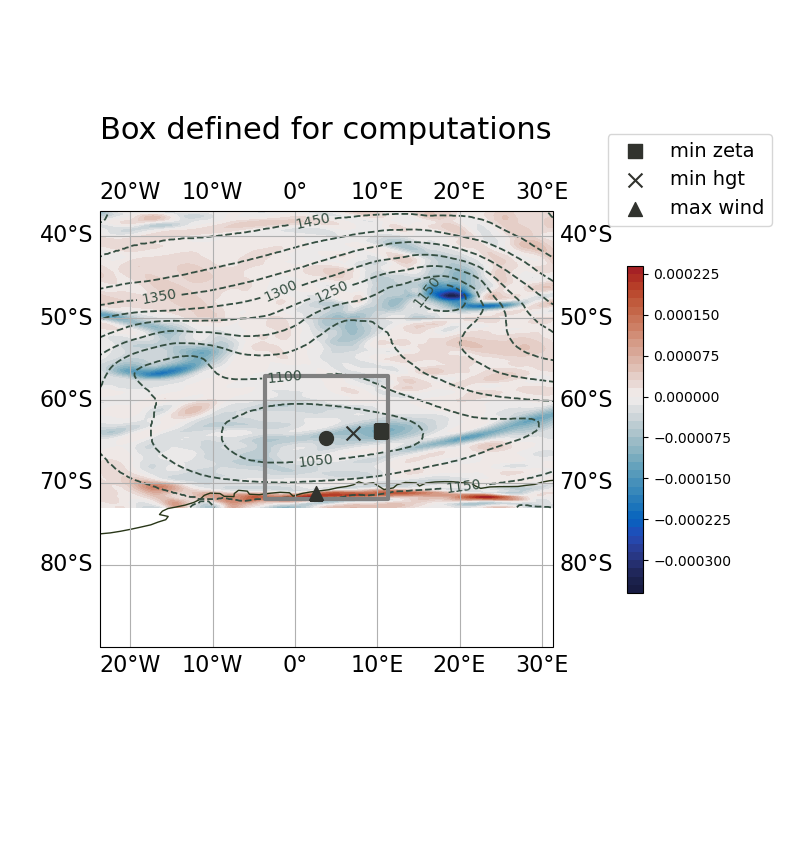 Box defined for computations
min zeta
min hgt
max wind
20°W 10°W 0° 10°E 20°E 30°E
40°S 40°S
50°S 50°S
60°S 60°S
70°S 70°S
80°S 80°S
20°W 10°W 0° 10°E 20°E 30°E
1450
1350
1300
1250
1150
1100
1050
1150
0.000225
0.000150
0.000075
0.000000
−0.000075
−0.000150
−0.000225
−0.000300